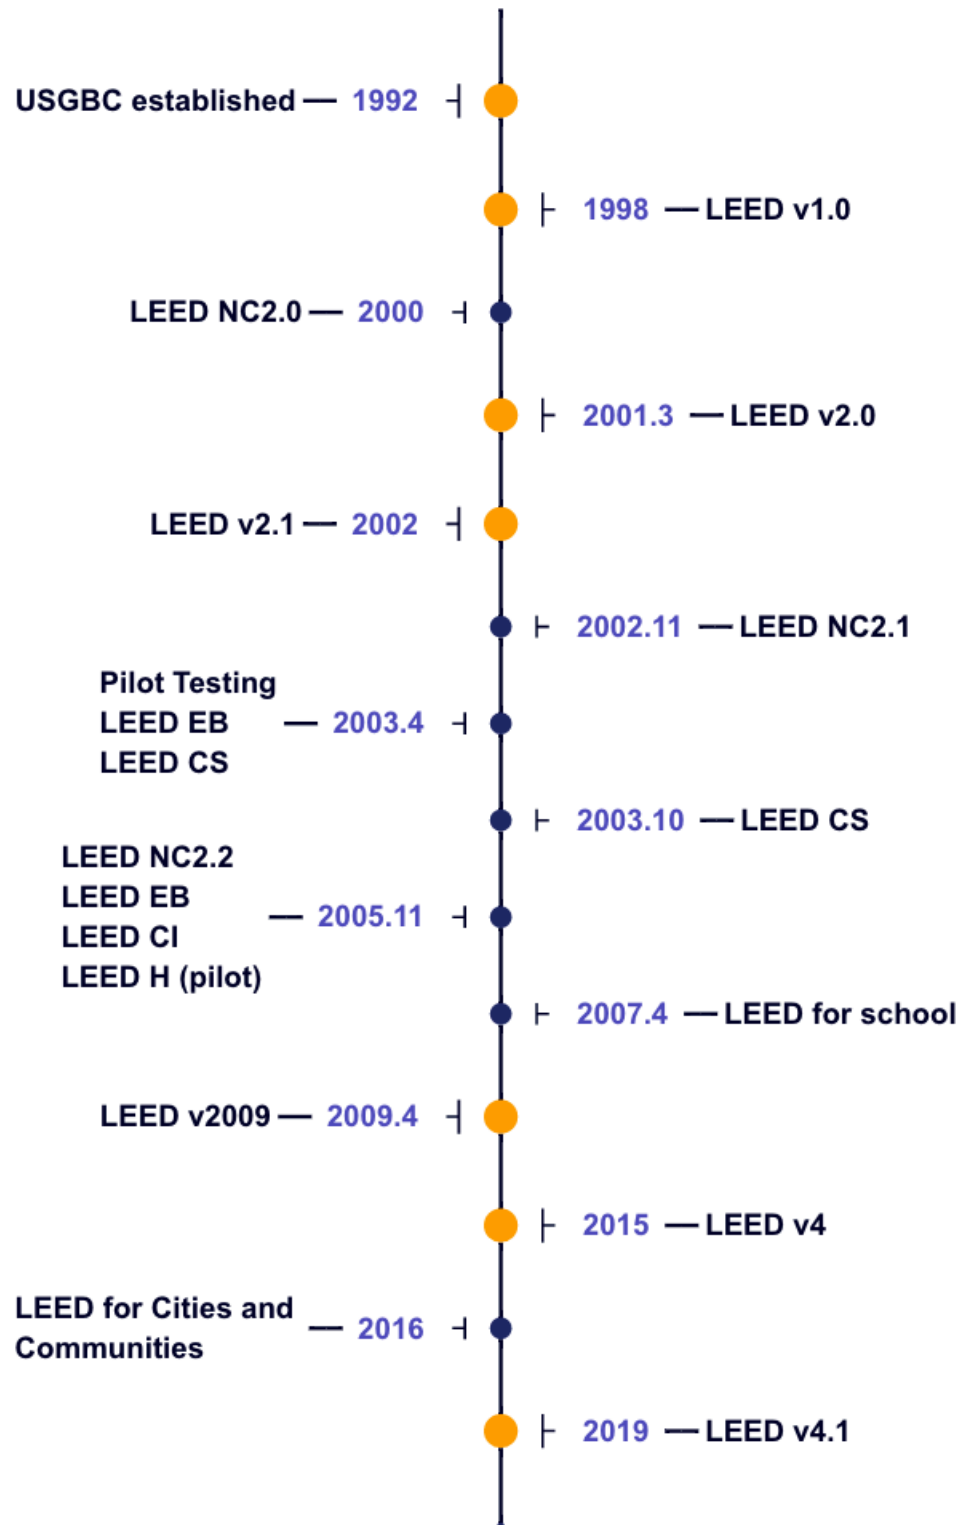 USGBC established — 1992
1998 — LEED v1.0
LEED NC2.0 — 2000
2001.3 — LEED v2.0
LEED v2.1 — 2002
2002.11 — LEED NC2.1
Pilot Testing
LEED EB — 2003.4
LEED CS
2003.10 — LEED CS
LEED NC2.2
LEED EB
— 2005.11
LEED CI
LEED H (pilot)
2007.4 — LEED for school
LEED v2009 — 2009.4
2015 — LEED v4
LEED for Cities and
Communities — 2016
2019 — LEED v4.1